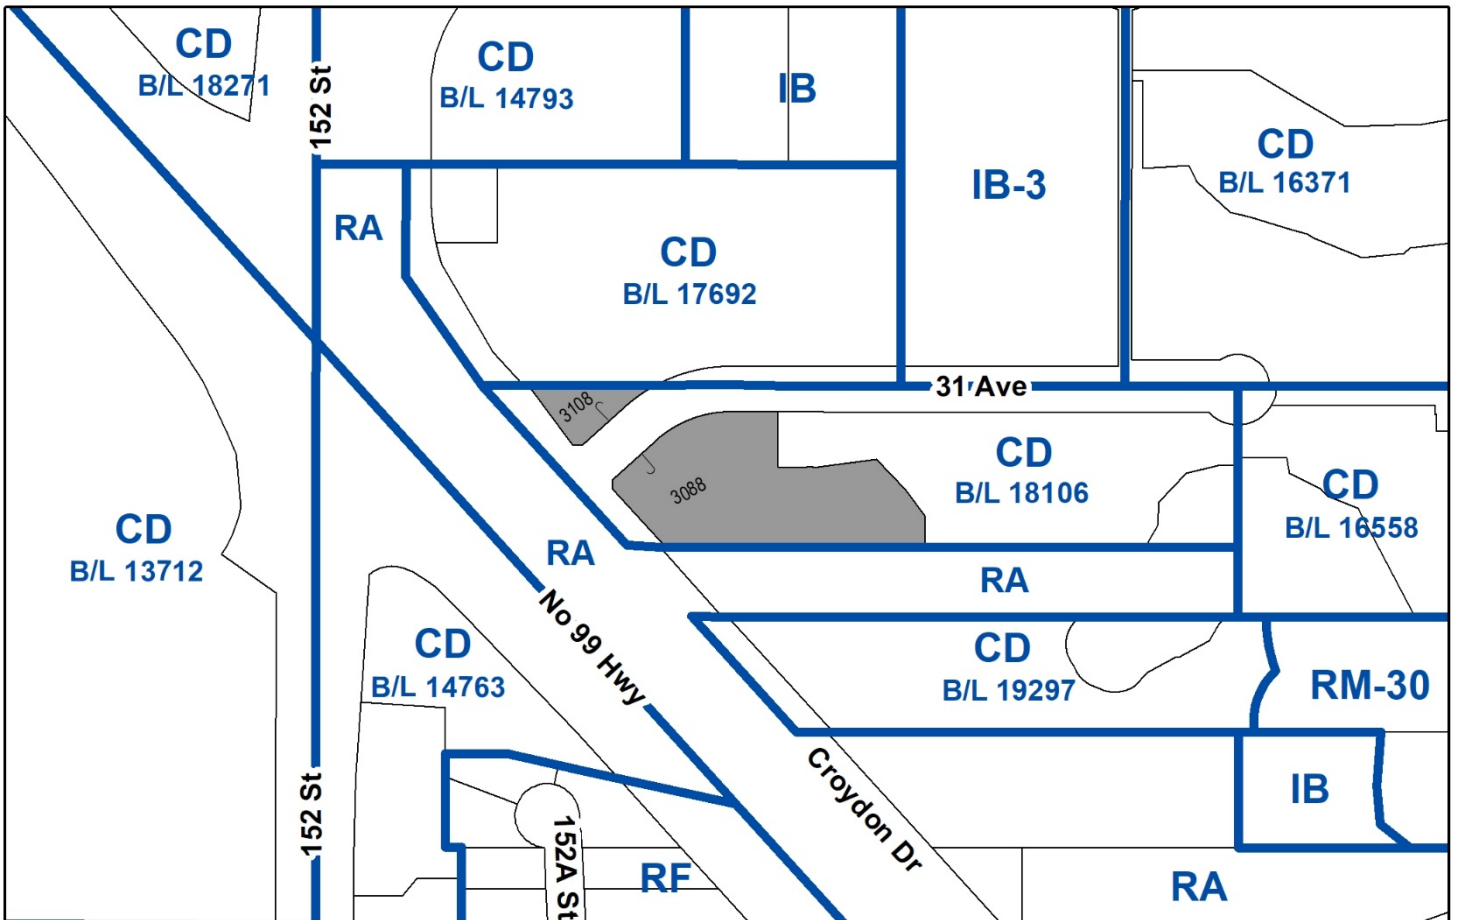 CD
B/L 18271
152 St
CD
B/L 14793
IB
IB-3
CD
B/L 16371
RA
CD
B/L 17692
31 Ave
3108
3088
CD
B/L 18106
CD
B/L 16558
CD
B/L 13712
RA
RA
No 99 Hwy
CD
B/L 14763
CD
B/L 19297
RM-30
152 St
Croydon Dr
IB
152A St
RF
RA